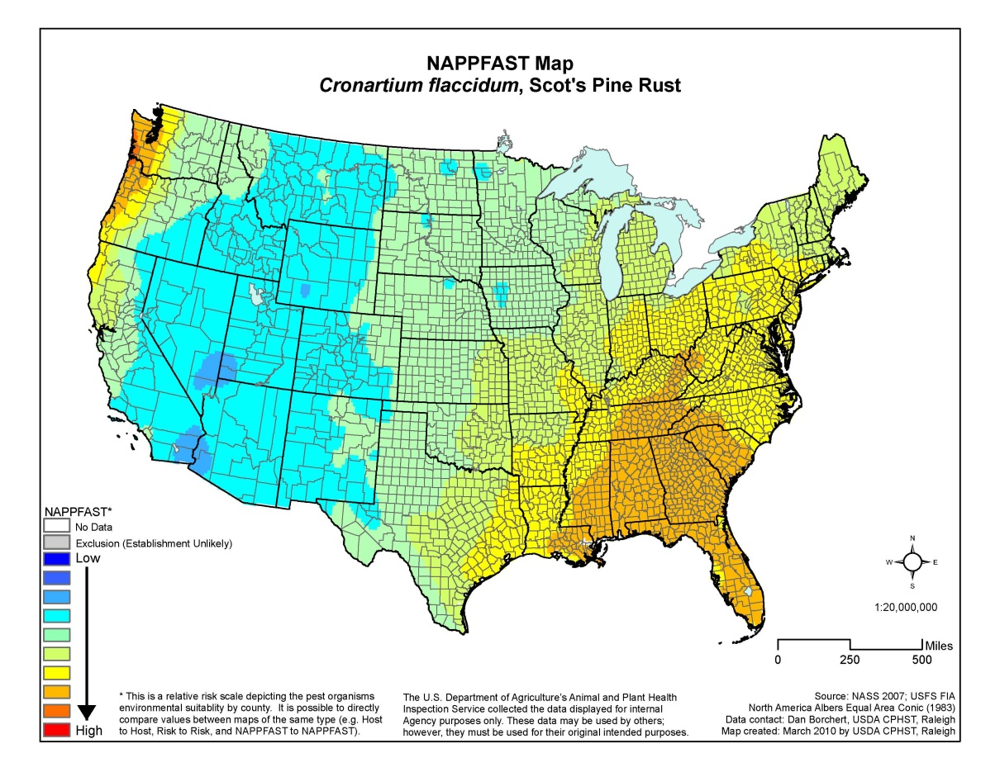 NAPPFAST Map
Cronartium flaccidum, Scot's Pine Rust
NAPPFAST*
No Data
Exclusion (Establishment Unlikely)
Low
High
* This is a relative risk scale depicting the pest organisms
environmental suitablity by county.  It is possible to directly
compare values between maps of the same type (e.g. Host
to Host, Risk to Risk, and NAPPFAST to NAPPFAST).
The U.S. Department of Agriculture's Animal and Plant Health
Inspection Service collected the data displayed for internal
Agency purposes only. These data may be used by others;
however, they must be used for their original intended purposes.
N
W
E
S
1:20,000,000
Miles
0 250 500
Source: NASS 2007; USFS FIA
North America Albers Equal Area Conic (1983)
Data contact: Dan Borchert, USDA CPHST, Raleigh
Map created: March 2010 by USDA CPHST, Raleigh